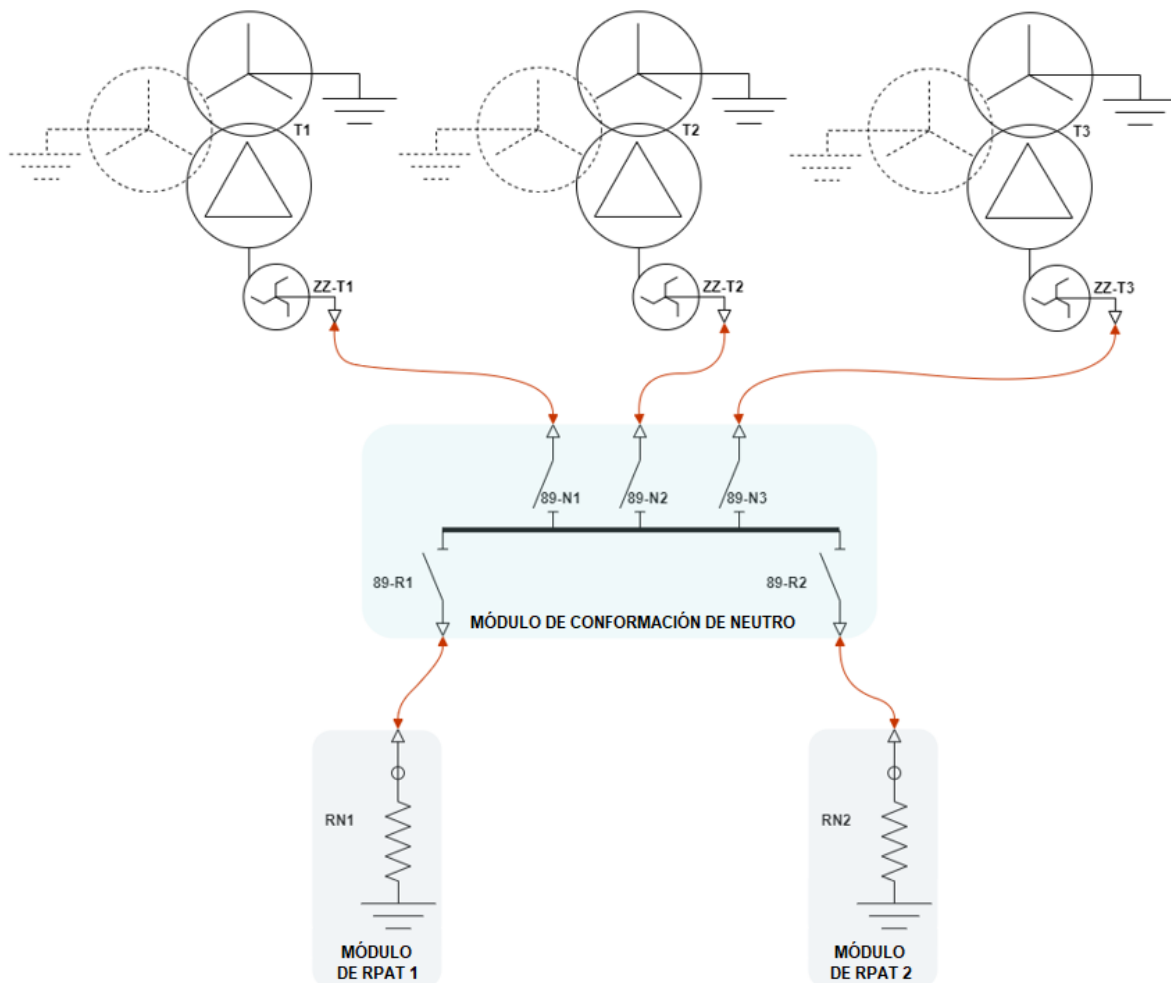 T1
T2
T3
ZZ-T1
ZZ-T2
ZZ-T3
89-N1
89-N2
89-N3
89-R1
89-R2
MÓDULO DE CONFORMACIÓN DE NEUTRO
RN1
RN2
MÓDULO
DE RPAT 1
MÓDULO
DE RPAT 2